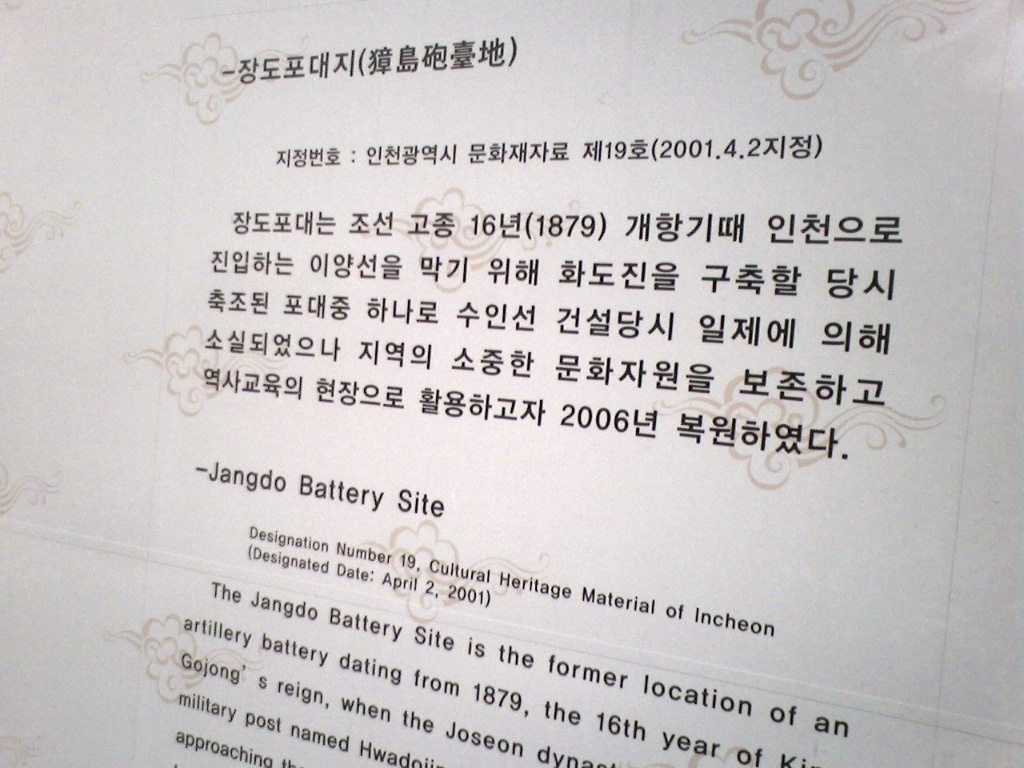 -장도포대지(獐島砲臺地)
지정번호 : 인천광역시 문화재자료 제19호(2001.4.2지정)
장도포대는 조선 고종 16년(1879) 개항기때 인천으로
진입하는 이양선을 막기 위해 화도진을 구축할 당시
축조된 포대중 하나로 수인선 건설당시 일제에 의해
소실되었으나 지역의 소중한 문화자원을 보존하고
역사교육의 현장으로 활용하고자 2006년 복원하였다.
-Jangdo Battery Site
Designation Number 19, Cultural Heritage Material of Incheon
(Designated Date: April 2, 2001)
The Jangdo Battery Site is the former location of an
artillery battery dating from 1879, the 16th year of
Gojong's reign, when the Joseon
military post named
approaching